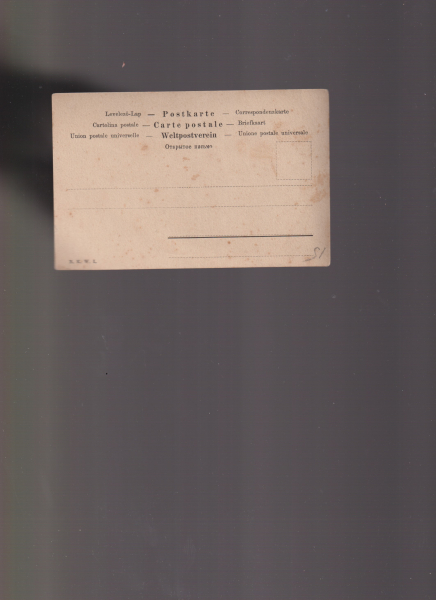 Levelező-Lap — Postkarte — Correspondenzkarte
Cartolina postale — Carte postale — Briefkaart
Union postale universelle — Weltpostverein — Unione postale universale
Открытое письмо